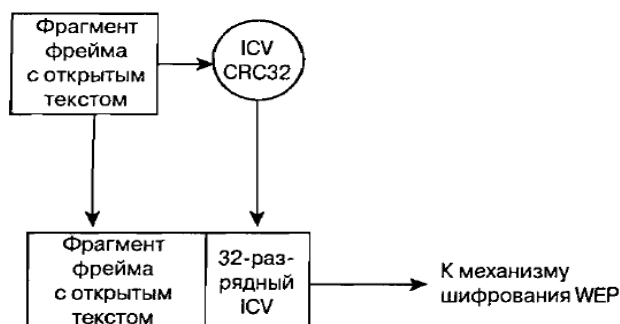 Фрагмент
фрейма
с открытым
текстом
ICV
CRC32
Фрагмент
фрейма
с открытым
текстом
32-раз-
рядный
ICV
К механизму
шифрования WEP